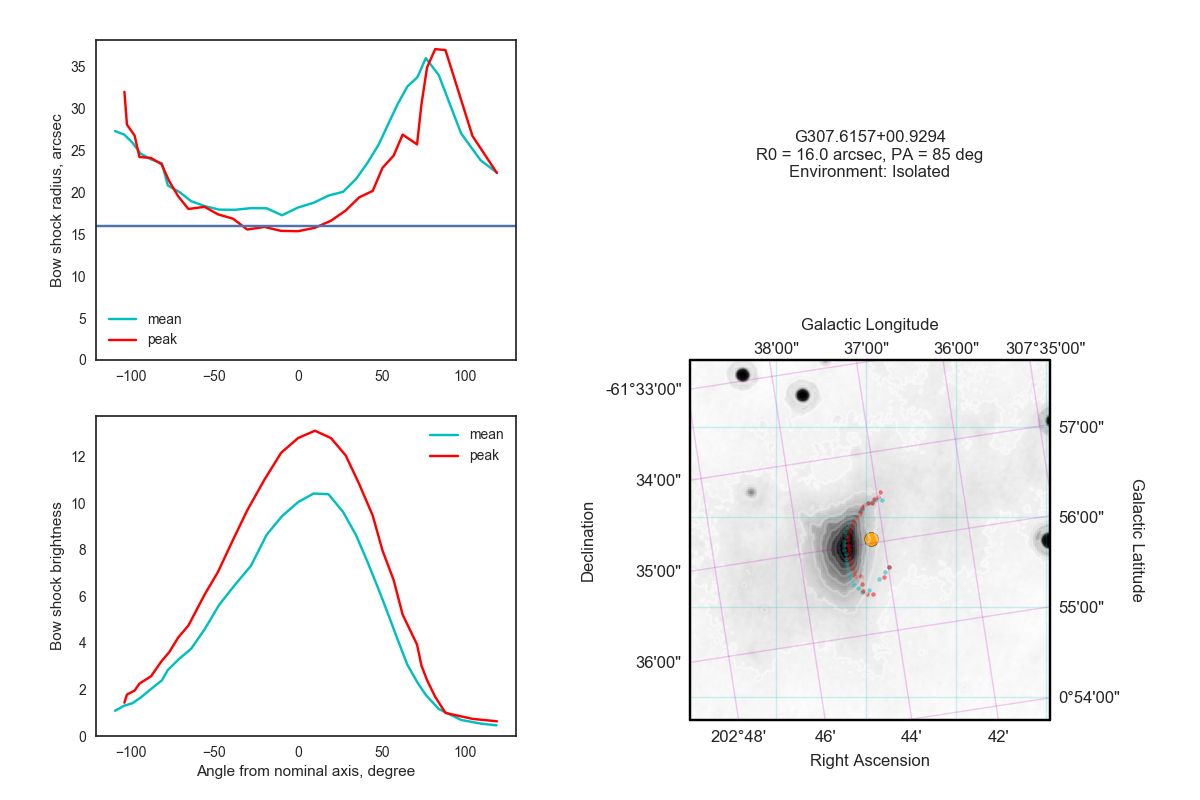 35
30
25
20
15
10
5
0
Bow shock radius, arcsec
mean
peak
−100 −50 0 50 100
12
10
8
6
4
2
0
Bow shock brightness
mean
peak
−100 −50 0 50 100
Angle from nominal axis, degree
G307.6157+00.9294
R0 = 16.0 arcsec, PA = 85 deg
Environment: Isolated
Galactic Longitude
38'00" 37'00" 36'00" 307°35'00"
-61°33'00"
34'00"
35'00"
36'00"
Declination
57'00"
56'00"
55'00"
0°54'00"
Galactic Latitude
202°48' 46' 44' 42'
Right Ascension